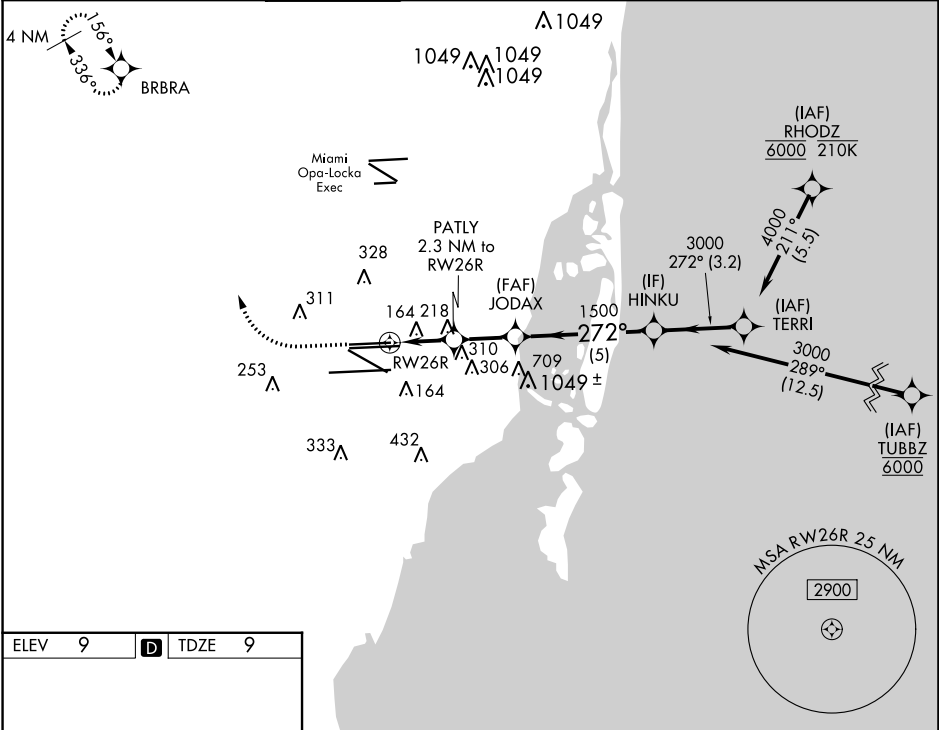 1049
4 NM
156°
336°
BRBRA
1049
1049
1049
(IAF)
RHODZ
6000 210K
Miami
Opa-Locka
Exec
4000
211°
(5.5)
PATLY
2.3 NM to
RW26R
3000
272° (3.2)
328
(FAF)
JODAX
(IF)
HINKU
(IAF)
TERRI
311
164
218
1500
272°
(5)
RW26R
310
306
709
1049 ±
3000
289°
(12.5)
253
164
(IAF)
TUBBZ
6000
333
432
MSA RW26R 25 NM
2900
ELEV 9 D TDZE 9